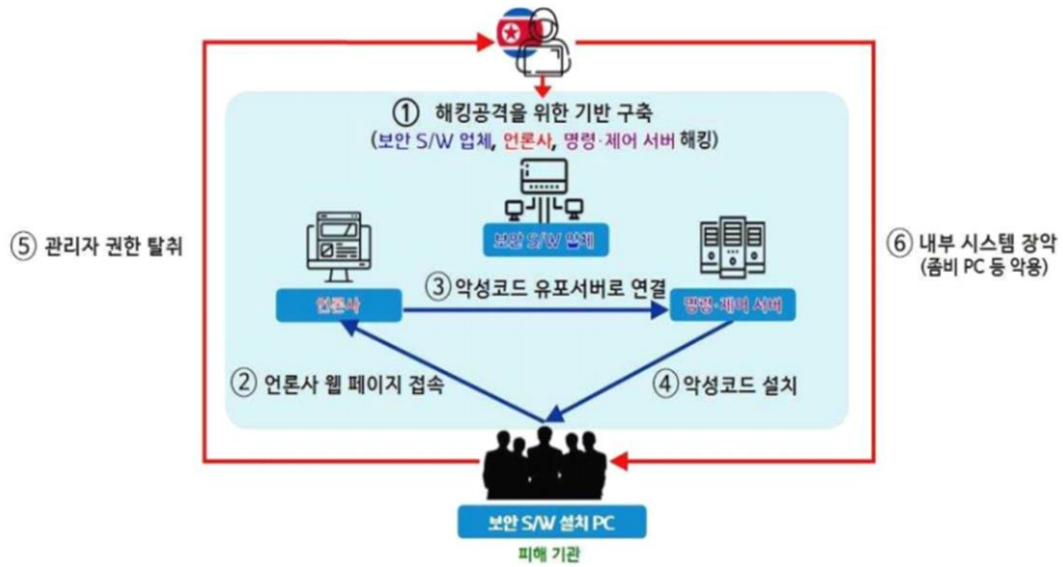 ① 해킹공격을 위한 기반 구축
(보안 S/W 업체, 언론사, 명령·제어 서버 해킹)
보안 S/W 업체
⑤ 관리자 권한 탈취
⑥ 내부 시스템 장악
(좀비 PC 등 악용)
③ 악성코드 유포서버로 연결
언론사
명령·제어 서버
② 언론사 웹 페이지 접속
④ 악성코드 설치
보안 S/W 설치 PC
피해 기관